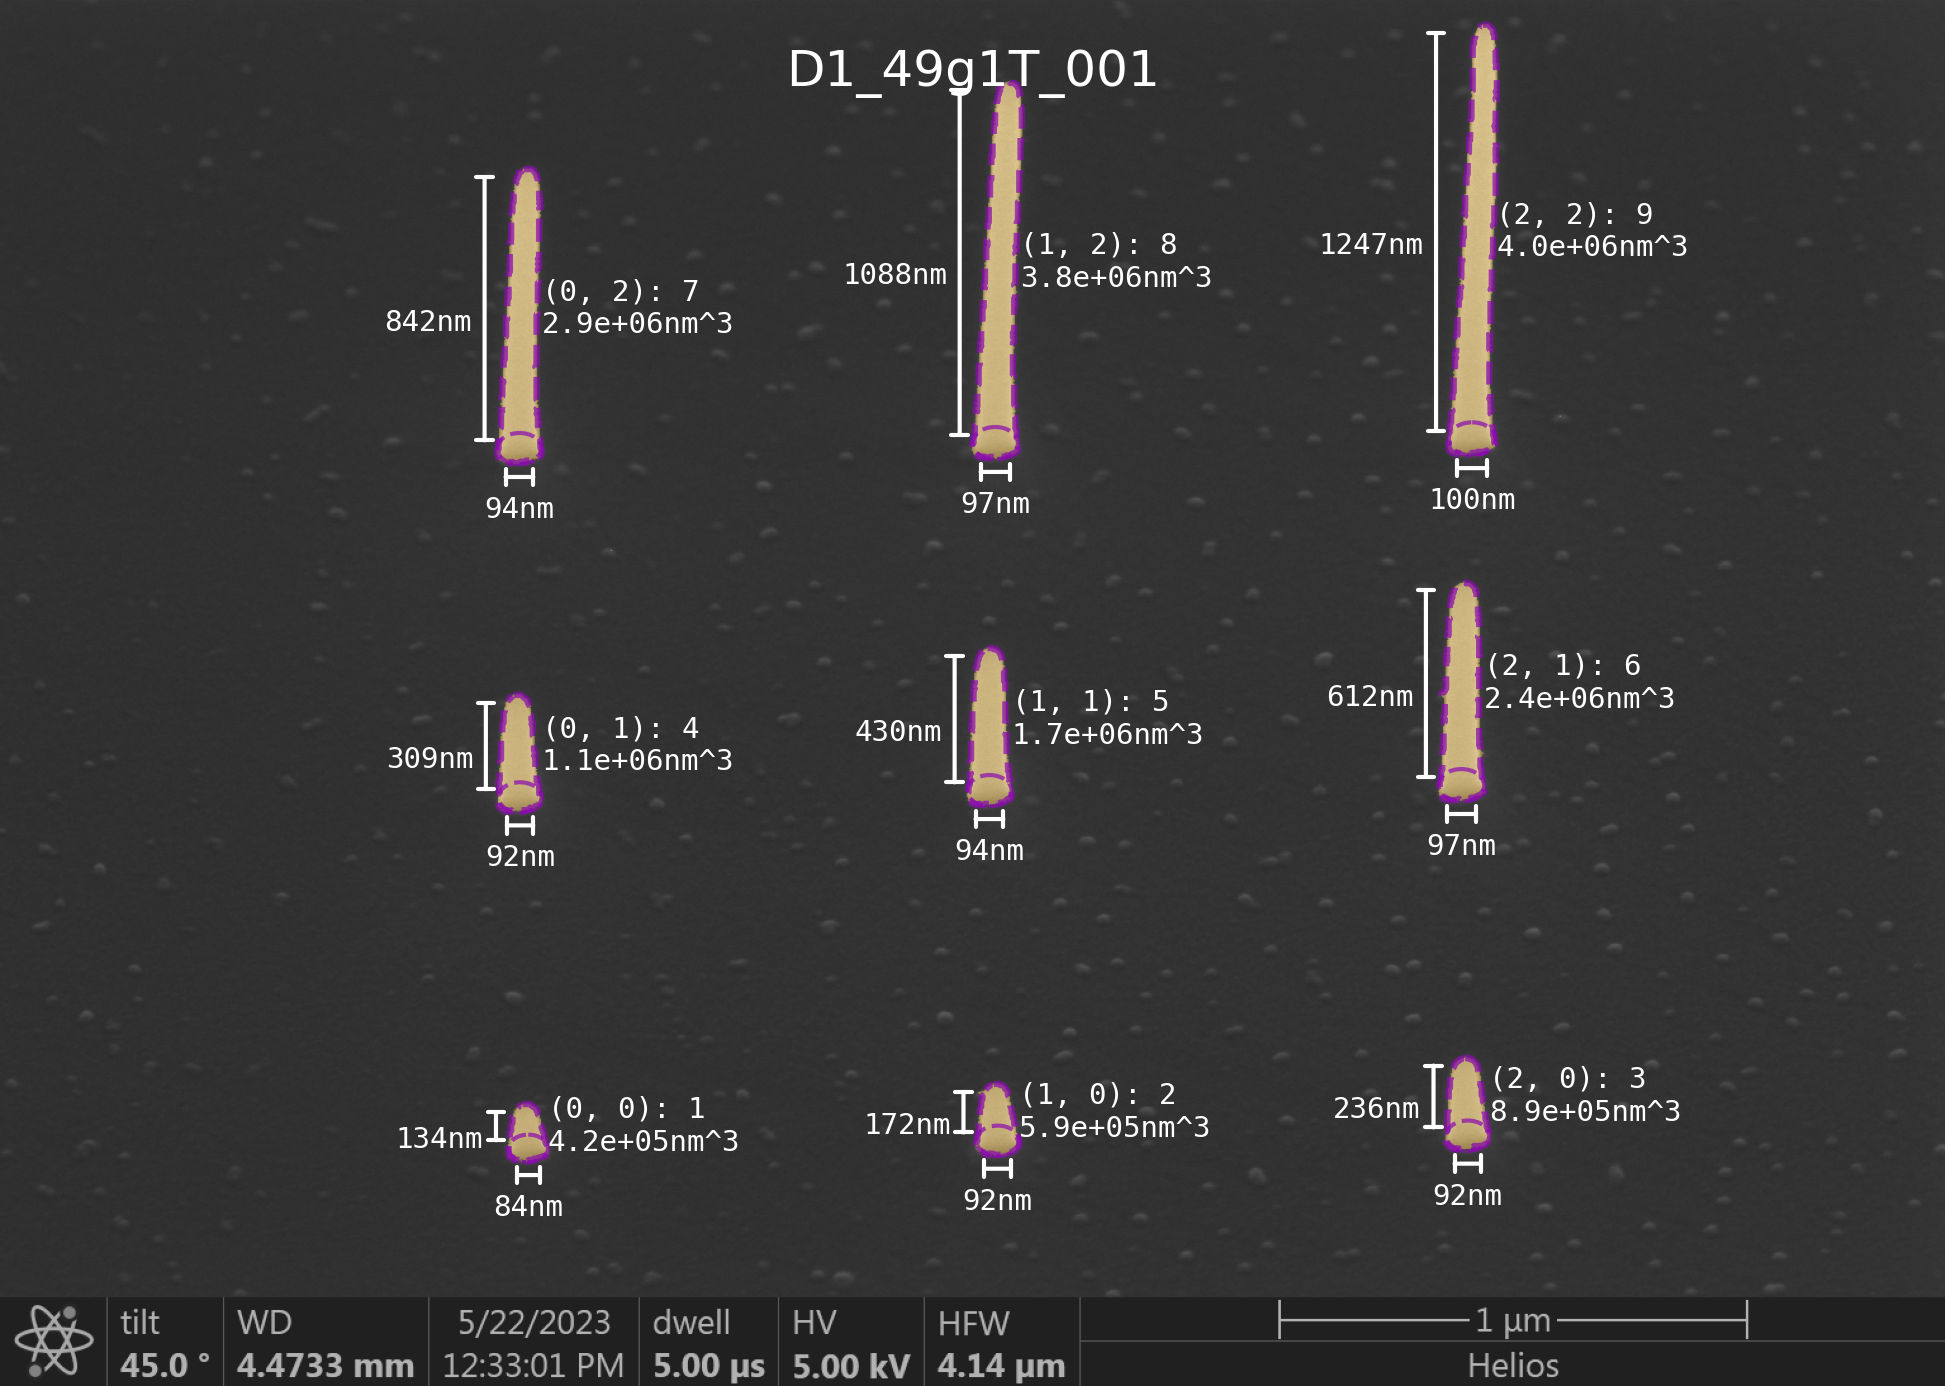 D1_49g1T_001
1247nm
(2, 2): 9
4.0e+06nm^3
100nm
1088nm
(1, 2): 8
3.8e+06nm^3
97nm
842nm
(0, 2): 7
2.9e+06nm^3
94nm
309nm
(0, 1): 4
1.1e+06nm^3
92nm
430nm
(1, 1): 5
1.7e+06nm^3
94nm
612nm
(2, 1): 6
2.4e+06nm^3
97nm
134nm
(0, 0): 1
4.2e+05nm^3
84nm
172nm
(1, 0): 2
5.9e+05nm^3
92nm
236nm
(2, 0): 3
8.9e+05nm^3
92nm
tilt
45.0 °
WD
4.4733 mm
5/22/2023
12:33:01 PM
dwell
5.00 µs
HV
5.00 kV
HFW
4.14 µm
1 µm
Helios